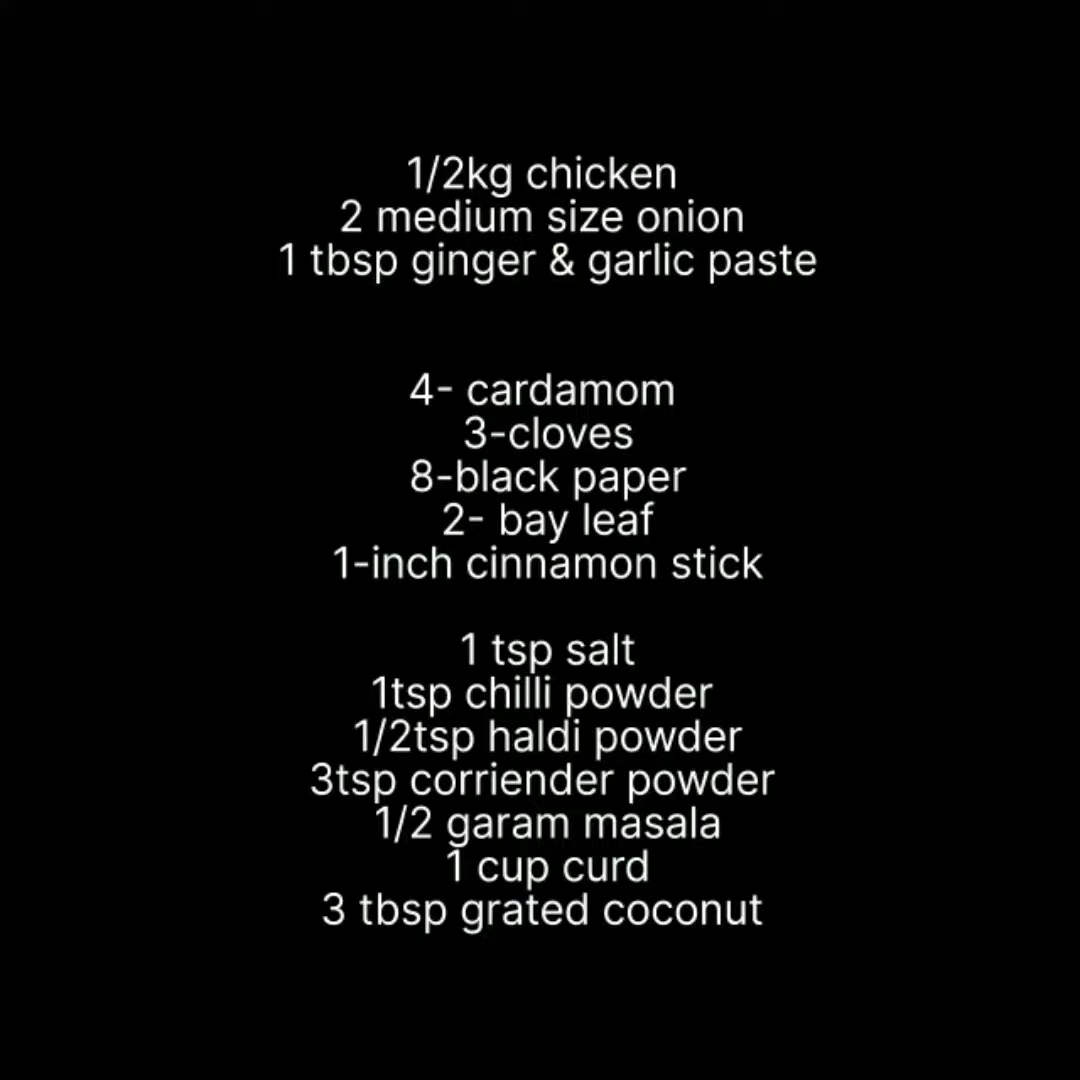 1/2kg chicken
2 medium size onion
1 tbsp ginger & garlic paste
4- cardamom
3-cloves
8-black paper
2- bay leaf
1-inch cinnamon stick
1 tsp salt
1tsp chilli powder
1/2tsp haldi powder
3tsp corriender powder
1/2 garam masala
1 cup curd
3 tbsp grated coconut